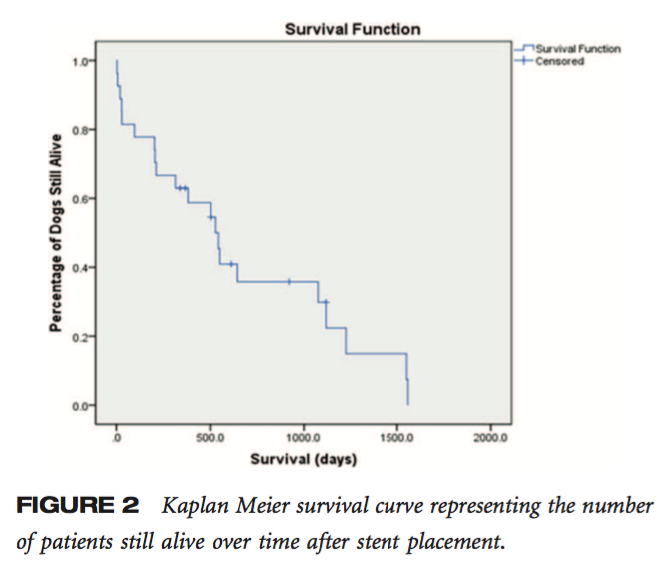 Survival Function
Survival Function
Censored
Percentage of Dogs Still Alive
1.0
0.8
0.6
0.4
0.2
0.0
.0 500.0 1000.0 1500.0 2000.0
Survival (days)
FIGURE 2 Kaplan Meier survival curve representing the number
of patients still alive over time after stent placement.